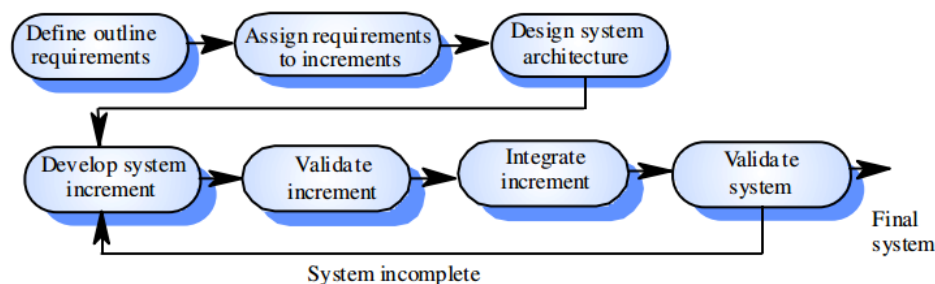 Define outline
requirements
Assign requirements
to increments
Design system
architecture
Develop system
increment
Validate
increment
Integrate
increment
Validate
system
Final
system
System incomplete